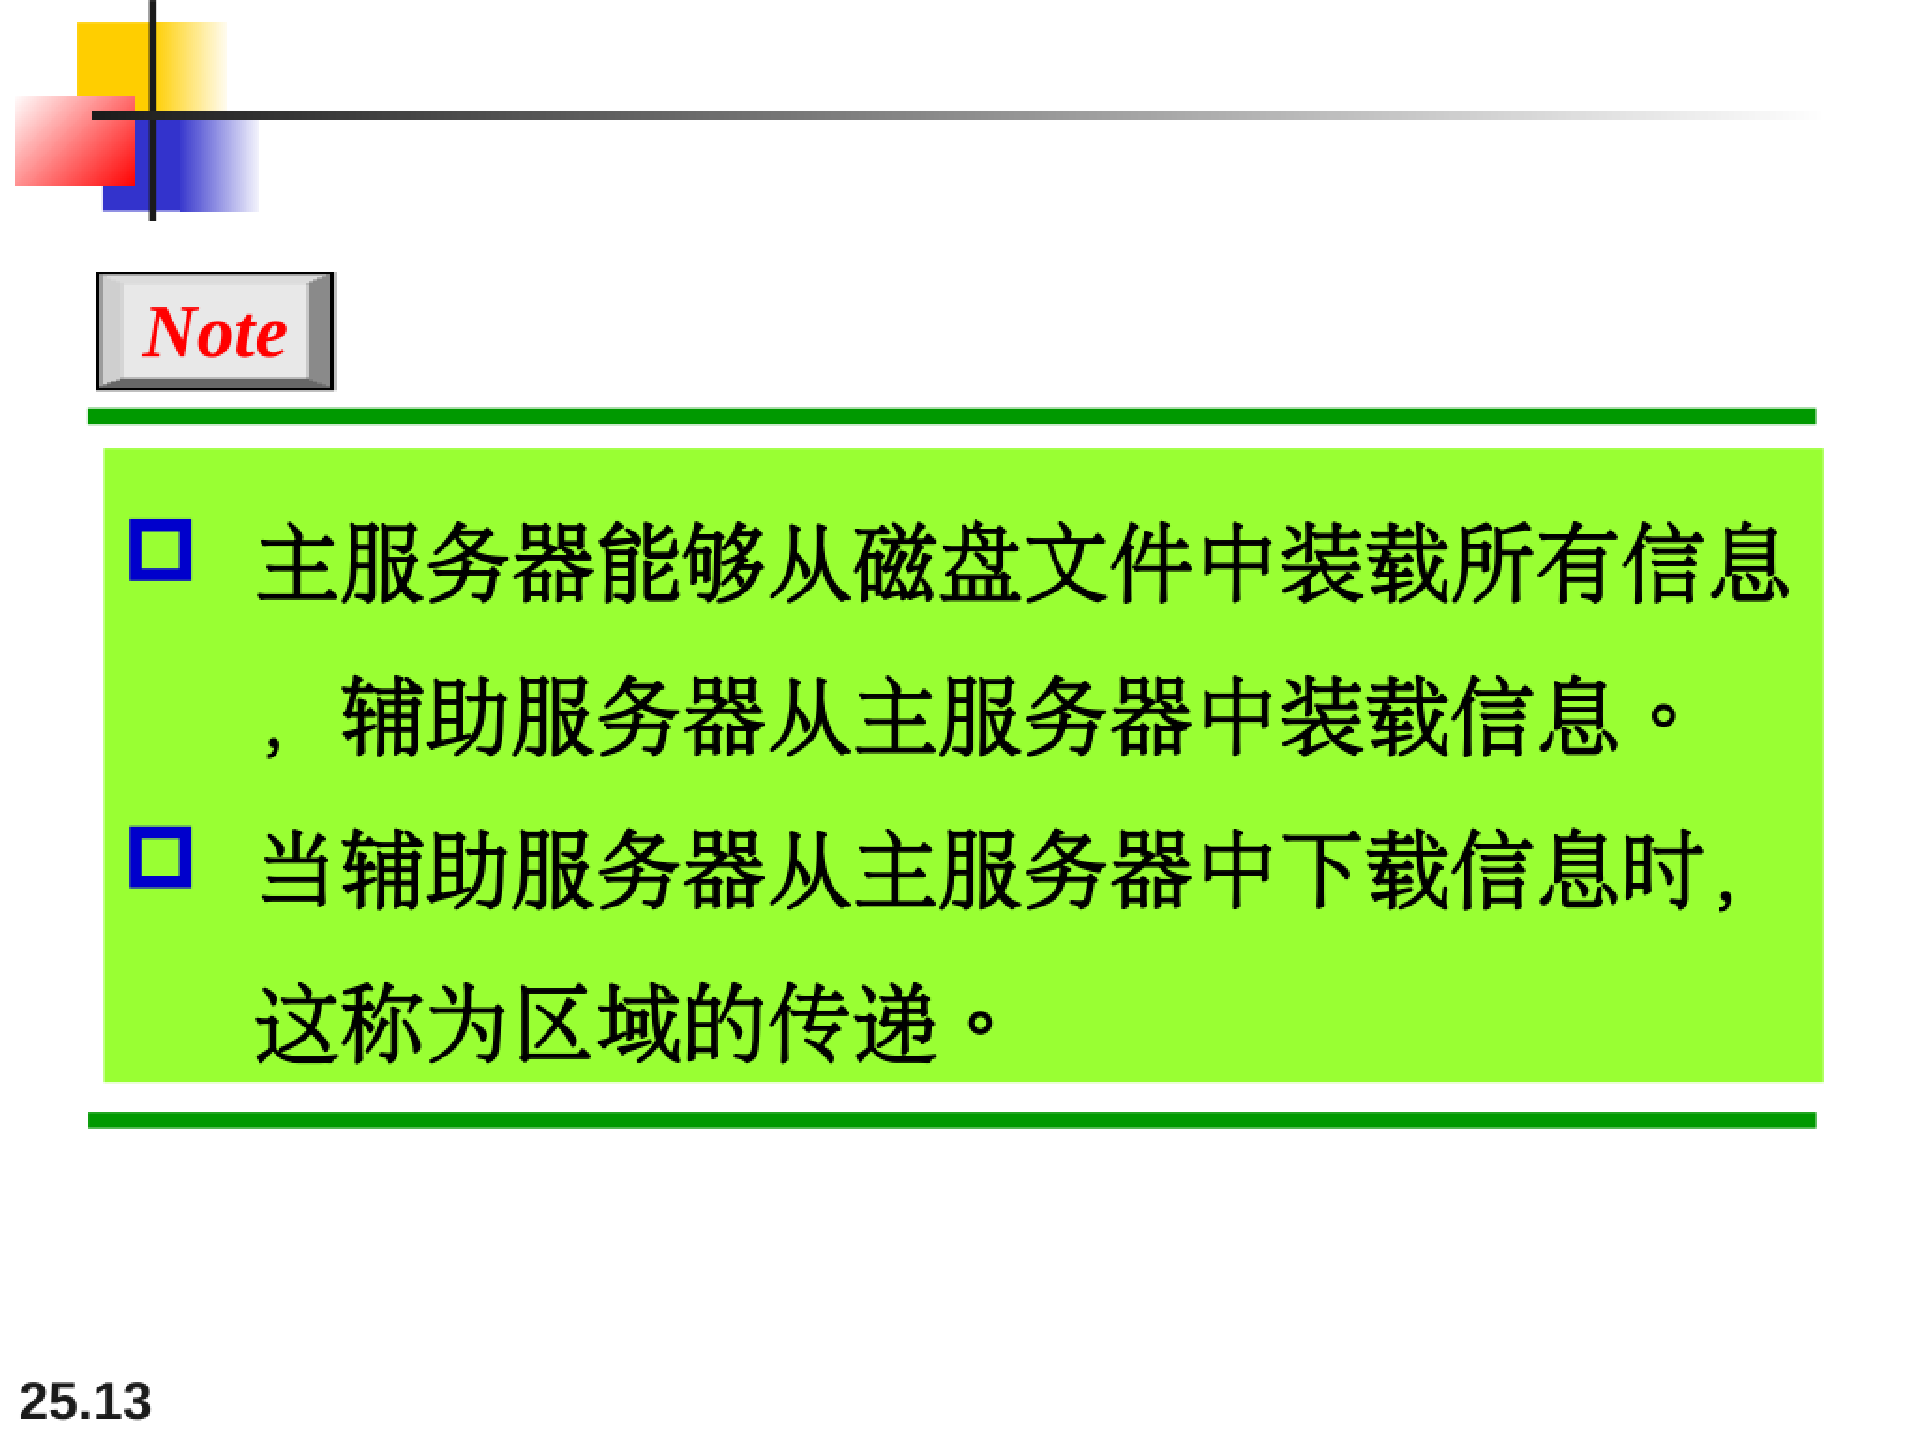 Note
主服务器能够从磁盘文件中装载所有信息
，辅助服务器从主服务器中装载信息。
当辅助服务器从主服务器中下载信息时，
这称为区域的传递。
25.13